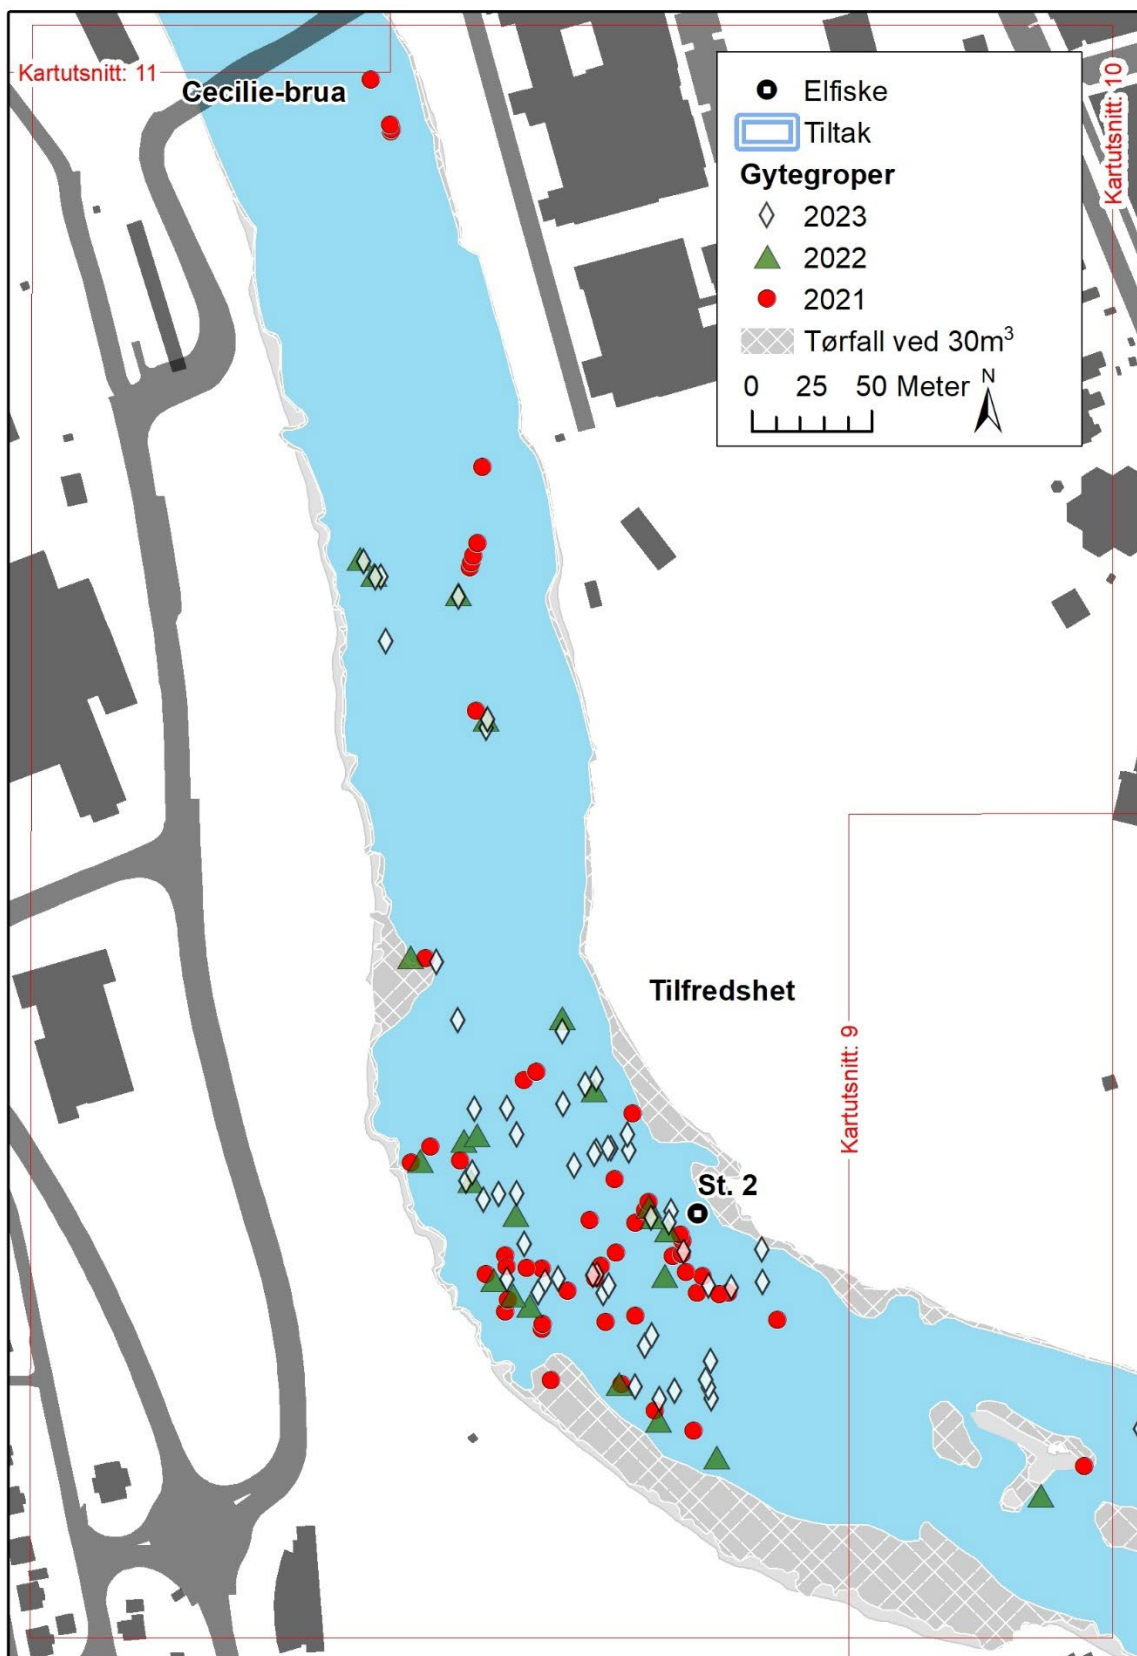 Kartutsnitt: 11
Cecilie-brua
Elfiske
Tiltak
Gytegroper
2023
2022
2021
Tørfall ved 30m³
0 25 50 Meter
N
Kartutsnitt: 10
Tilfredshet
Kartutsnitt: 9
St. 2